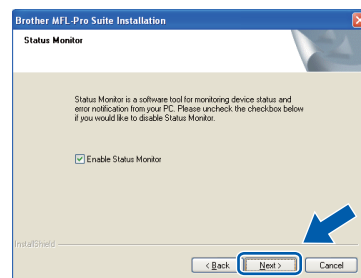 Brother MFL-Pro Suite Installation
Status Monitor
Status Monitor is a software tool for monitoring device status and
error notification from your PC. Please uncheck the checkbox below
if you would like to disable Status Monitor.
Enable Status Monitor
InstallShield
< Back Next > Cancel